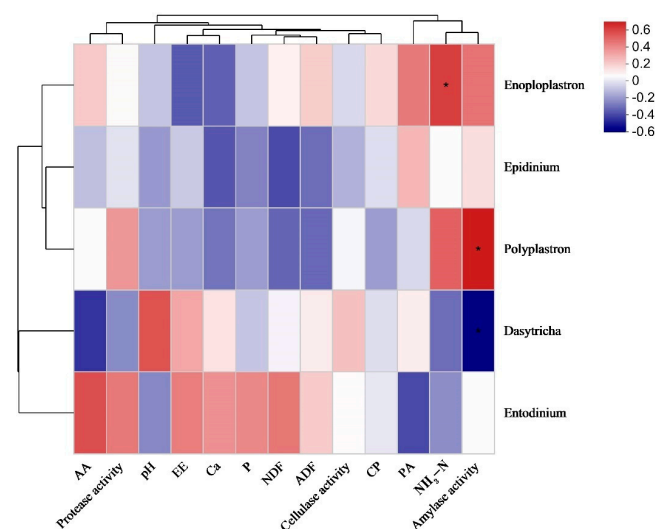 0.6
0.4
0.2
0
-0.2
-0.4
-0.6
Enoploplastron
*
Epidinium
Polyplastron
*
Dasytricha
*
Entodinium
AA
Protease activity
pH
EE
Ca
P
NDF
ADF
Cellulase activity
CP
PA
NH3-N
Amylase activity